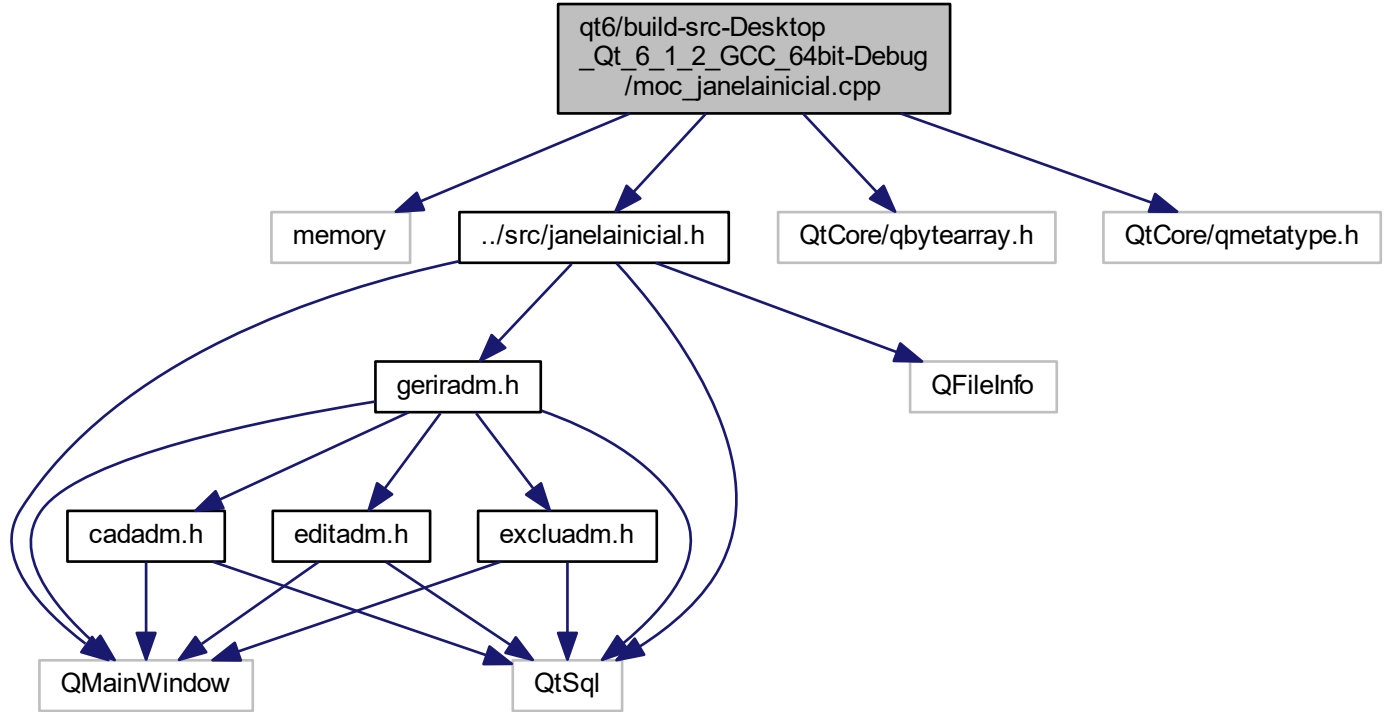 qt6/build-src-Desktop
_Qt_6_1_2_GCC_64bit-Debug
/moc_janelainicial.cpp
memory
../src/janelainicial.h
QtCore/qbytearray.h
QtCore/qmetatype.h
geriradm.h
QFileInfo
cadadm.h
editadm.h
excluadm.h
QMainWindow
QtSql